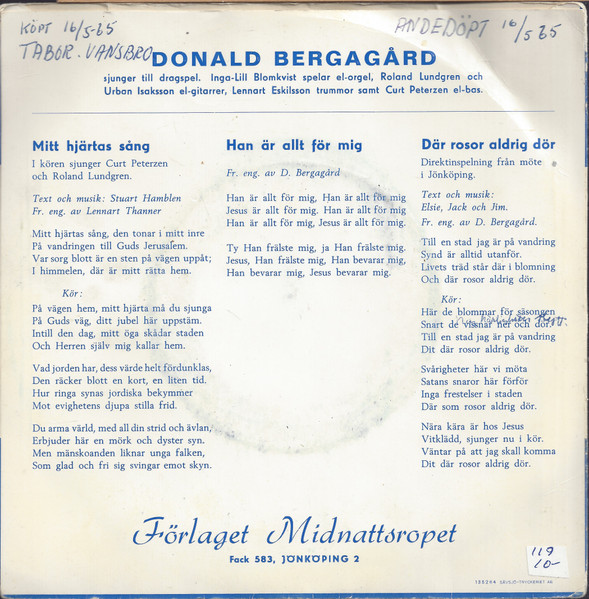 KÖPT 16/5-65
TABOR. VANSBRO
ANDEDÖPT 16/5 65
DONALD BERGAGÅRD
sjunger till dragspel. Inga-Lill Blomkvist spelar el-orgel, Roland Lundgren och
Urban Isaksson el-gitarrer, Lennart Eskilsson trummor samt Curt Peterzen el-bas.
Mitt hjärtas sång
I kören sjunger Curt Peterzen
och Roland Lundgren.
Text och musik: Stuart Hamblen
Fr. eng. av Lennart Thanner
Mitt hjärtas sång, den tonar i mitt inre
På vandringen till Guds Jerusalem.
Var sorg blott är en sten på vägen uppåt;
I himmelen, där är mitt rätta hem.
Kör:
På vägen hem, mitt hjärta må du sjunga
På Guds väg, ditt jubel här uppstäm.
Intill den dag, mitt öga skådar staden
Och Herren själv mig kallar hem.
Vad jorden har, dess värde helt fördunklas,
Den räcker blott en kort, en liten tid.
Hur ringa synas jordiska bekymmer
Mot evighetens djupa stilla frid.
Du arma värld, med all din strid och ävlan,
Erbjuder här en mörk och dyster syn.
Men mänskoanden liknar unga falken,
Som glad och fri sig svingar emot skyn.
Han är allt för mig
Fr. eng. av D. Bergagård
Han är allt för mig, Han är allt för mig
Jesus är allt för mig. Han är allt för mig
Han är allt för mig, Jesus är allt för mig.
Ty Han frälste mig, ja Han frälste mig.
Jesus, Han frälste mig, Han bevarar mig,
Han bevarar mig, Jesus bevarar mig.
Där rosor aldrig dör
Direktinspelning från möte
i Jönköping.
Text och musik:
Elsie, Jack och Jim.
Fr. eng. av D. Bergagård.
Till en stad jag är på vandring
Synd är alltid utanför.
Livets träd står där i blomning
Och där rosor aldrig dör.
Kör:
Här de blommar för säsongen
Snart de vissnar ner och dör.
Till en stad jag är på vandring
Dit där rosor aldrig dör.
Svårigheter här vi möta
Satans snaror här förför
Inga frestelser i staden
Där som rosor aldrig dör.
Nära kära är hos Jesus
Vitklädd, sjunger nu i kör.
Väntar på att jag skall komma
Dit där rosor aldrig dör.
Förlaget Midnattsropet
Fack 583, JÖNKÖPING 2
119
10-